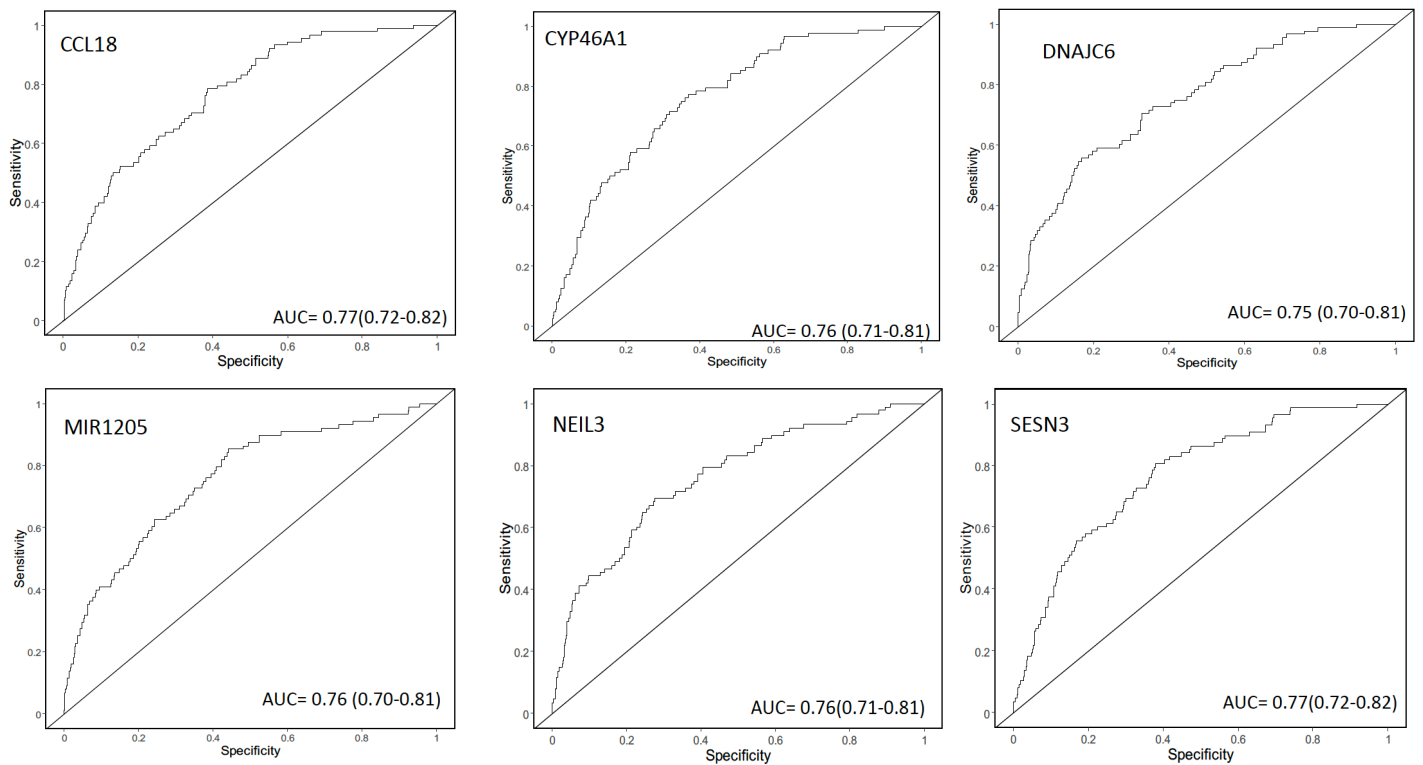 CCL18
1
0.8
0.6
0.4
0.2
0
Sensitivity
AUC= 0.77(0.72-0.82)
0 0.2 0.4 0.6 0.8 1
Specificity
CYP46A1
1
0.8
0.6
0.4
0.2
0
Sensitivity
AUC= 0.76 (0.71-0.81)
0 0.2 0.4 0.6 0.8 1
Specificity
DNAJC6
1
0.8
0.6
0.4
0.2
0
Sensitivity
AUC= 0.75 (0.70-0.81)
0 0.2 0.4 0.6 0.8 1
Specificity
MIR1205
1
0.8
0.6
0.4
0.2
0
Sensitivity
AUC= 0.76 (0.70-0.81)
0 0.2 0.4 0.6 0.8 1
Specificity
NEIL3
1
0.8
0.6
0.4
0.2
0
Sensitivity
AUC= 0.76(0.71-0.81)
0 0.2 0.4 0.6 0.8 1
Specificity
SESN3
1
0.8
0.6
0.4
0.2
0
Sensitivity
AUC= 0.77(0.72-0.82)
0 0.2 0.4 0.6 0.8 1
Specificity